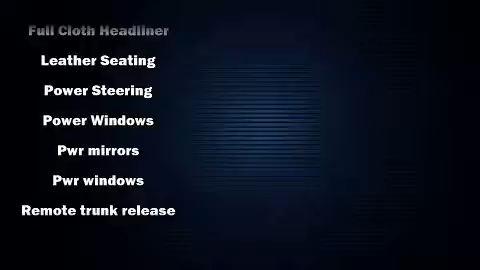 Full Cloth Headliner
Leather Seating
Power Steering
Power Windows
Pwr mirrors
Pwr windows
Remote trunk release